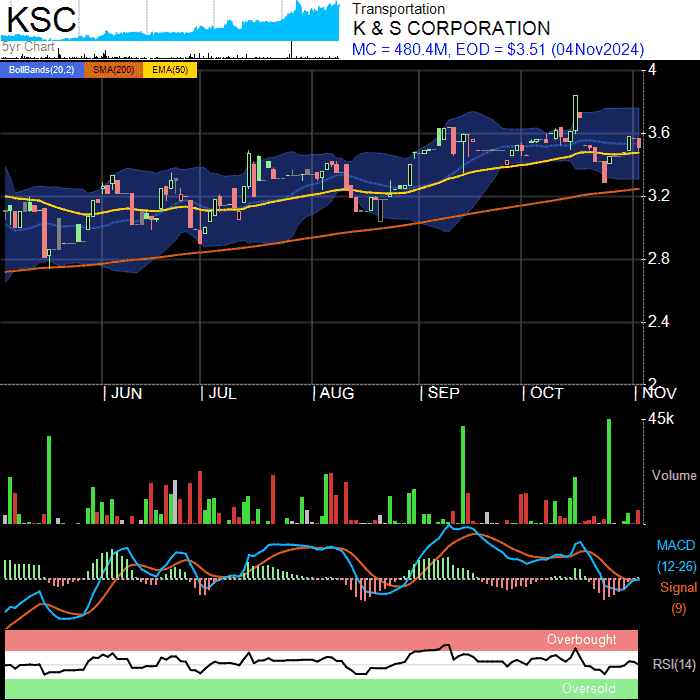 KSC
5yr Chart
Transportation
K & S CORPORATION
MC = 480.4M, EOD = $3.51 (04Nov2024)
BollBands(20,2) SMA(200) EMA(50)
4
3.6
3.2
2.8
2.4
2
JUN JUL AUG SEP OCT NOV
45k
Volume
MACD
(12-26)
Signal
(9)
Overbought
RSI(14)
Oversold